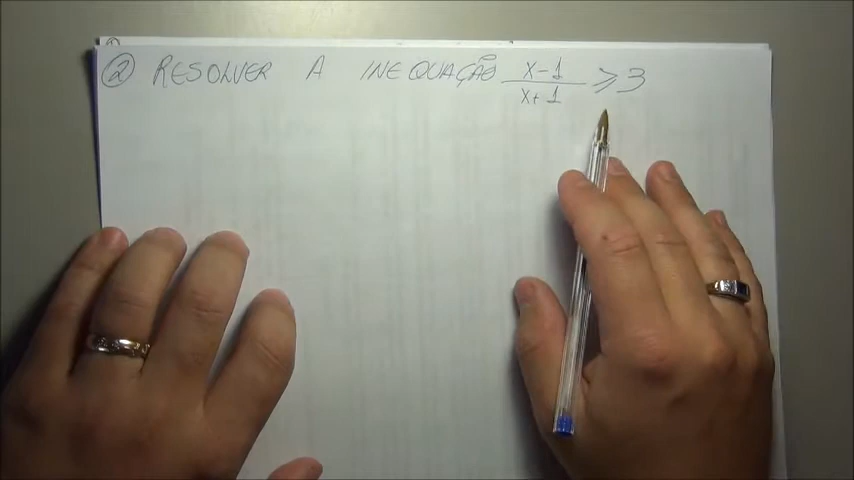 ② RESOLVER A INEQUAÇÃO (x-1)/(x+1) ⩾ 3